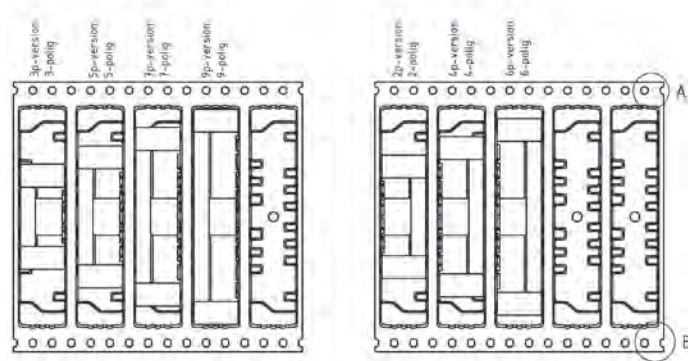 3p-version
3-polig
5p-version
5-polig
7p-version
7-polig
9p-version
9-polig
2p-version
2-polig
4p-version
4-polig
6p-version
6-polig
A
B